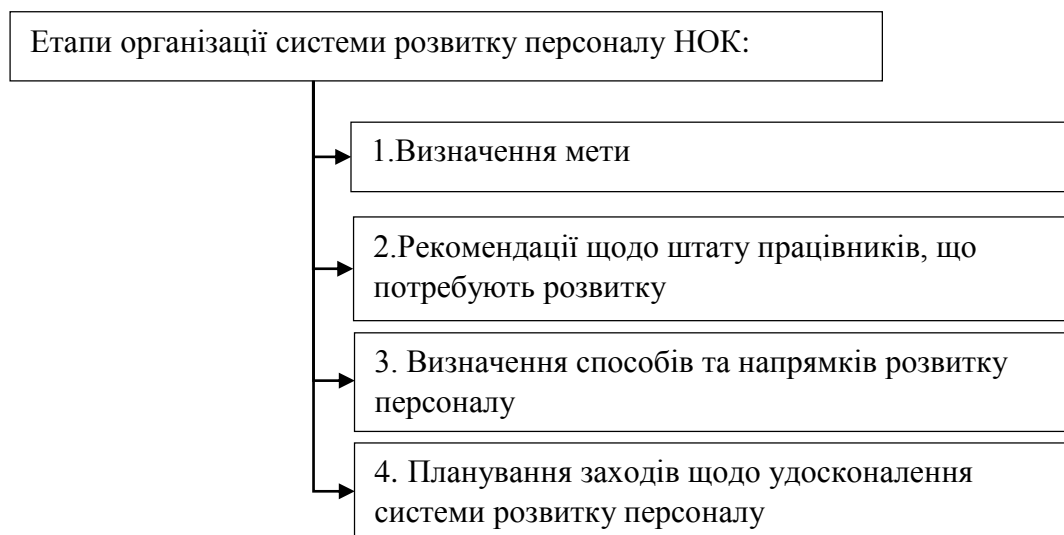 Етапи організації системи розвитку персоналу НОК:
1.Визначення мети
2.Рекомендації щодо штату працівників, що
потребують розвитку
3. Визначення способів та напрямків розвитку
персоналу
4. Планування заходів щодо удосконалення
системи розвитку персоналу